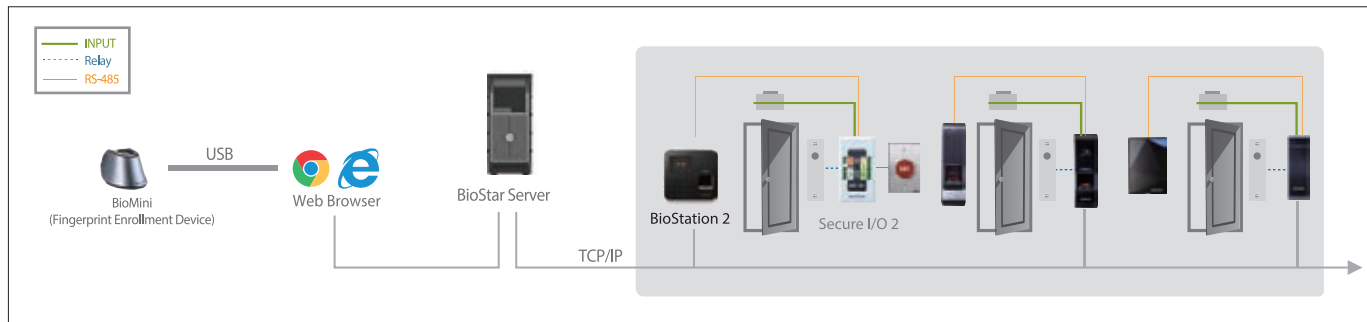 INPUT
Relay
RS-485
USB
BioMini
(Fingerprint Enrollment Device)
Web Browser
BioStar Server
TCP/IP
BioStation 2
Secure I/O 2